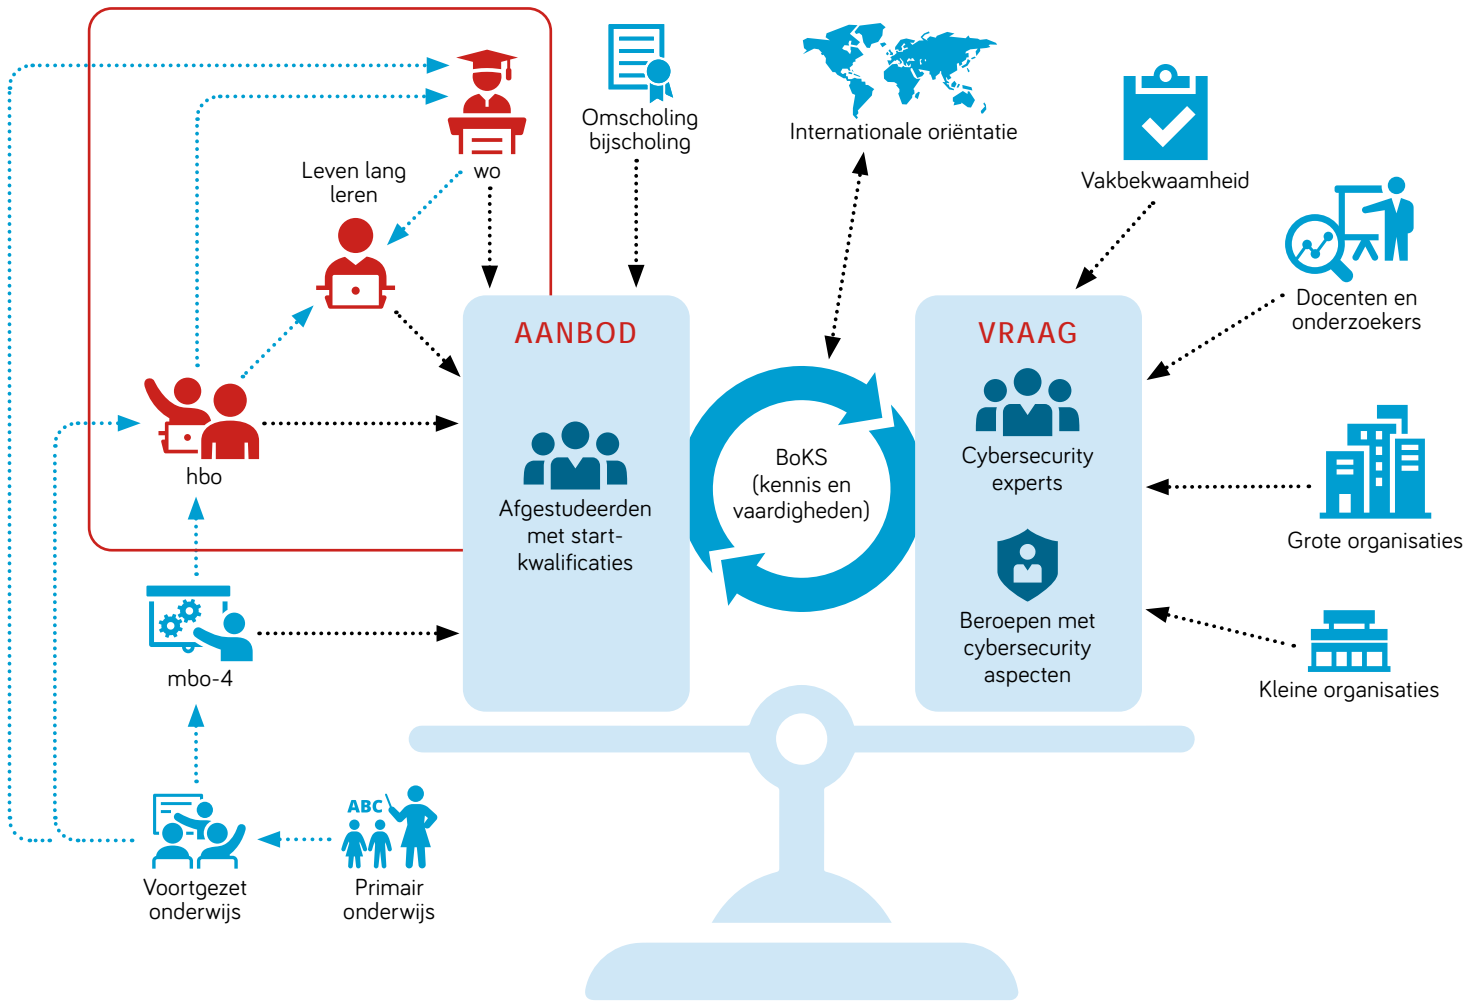 wo
Omscholing
bijscholing
Internationale oriëntatie
Vakbekwaamheid
Leven lang
leren
Docenten en
onderzoekers
AANBOD
Afgestudeerden
met start-
kwalificaties
BoKS
(kennis en
vaardigheden)
VRAAG
Cybersecurity
experts
Beroepen met
cybersecurity
aspecten
hbo
Grote organisaties
mbo-4
Kleine organisaties
ABC
Voortgezet
onderwijs
Primair
onderwijs